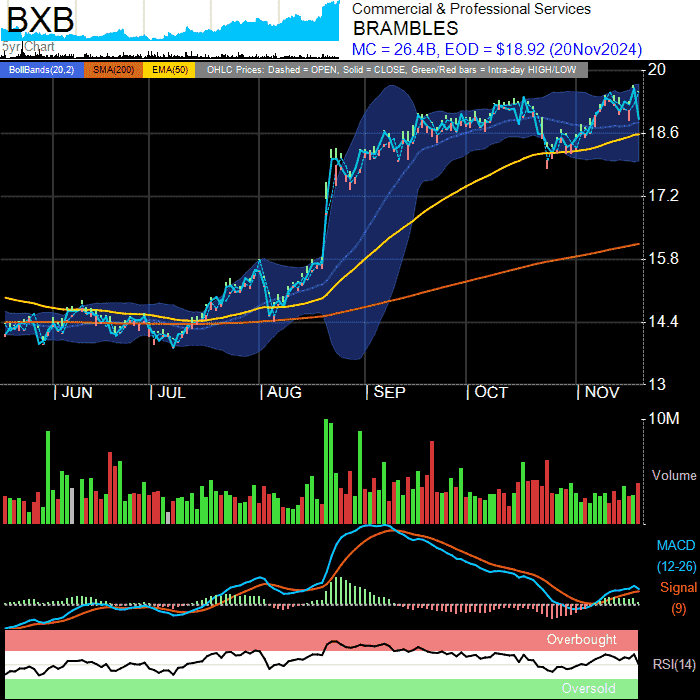 BXB
5yr Chart
Commercial & Professional Services
BRAMBLES
MC = 26.4B, EOD = $18.92 (20Nov2024)
BollBands(20,2) SMA(200) EMA(50) OHLC Prices: Dashed = OPEN, Solid = CLOSE, Green/Red bars = Intra-day HIGH/LOW
20
18.6
17.2
15.8
14.4
13
JUN JUL AUG SEP OCT NOV
10M
Volume
MACD
(12-26)
Signal
(9)
Overbought
RSI(14)
Oversold